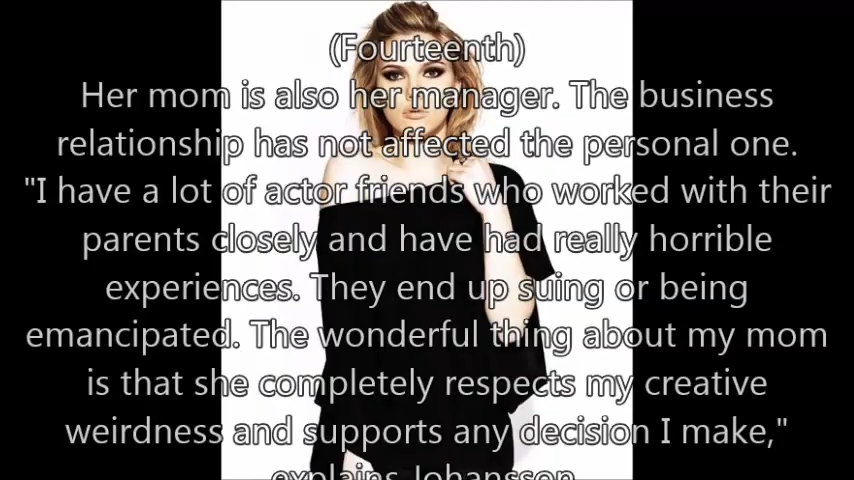 (Fourteenth)
Her mom is also her manager. The business
relationship has not affected the personal one.
"I have a lot of actor friends who worked with their
parents closely and have had really horrible
experiences. They end up suing or being
emancipated. The wonderful thing about my mom
is that she completely respects my creative
weirdness and supports any decision I make,"
explains Johansson